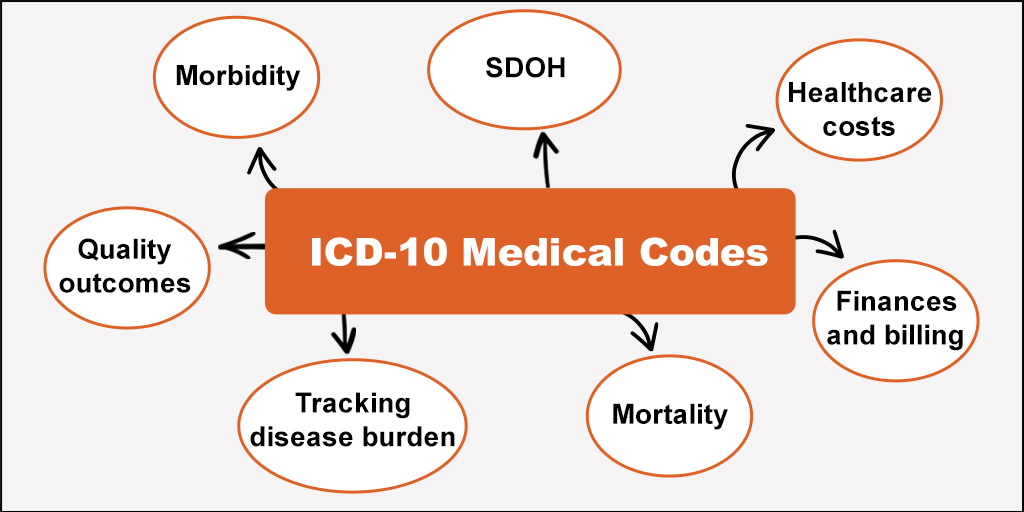 Morbidity
SDOH
Healthcare
costs
Quality
outcomes
ICD-10 Medical Codes
Finances
and billing
Tracking
disease burden
Mortality